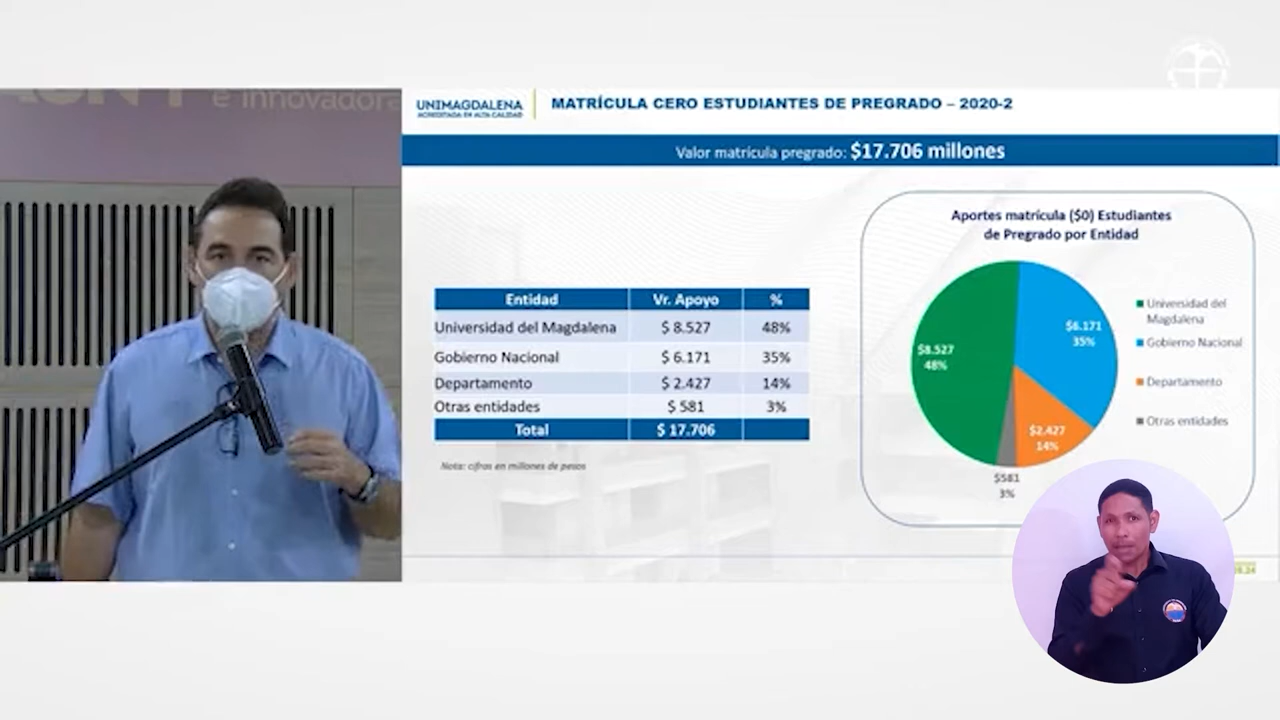 e innovadora
UNIMAGDALENA
ACREDITADA EN ALTA CALIDAD
MATRÍCULA CERO ESTUDIANTES DE PREGRADO – 2020-2
Valor matrícula pregrado: $17.706 millones
Entidad Vr. Apoyo %
Universidad del Magdalena $ 8.527 48%
Gobierno Nacional $ 6.171 35%
Departamento $ 2.427 14%
Otras entidades $ 581 3%
Total $ 17.706
Nota: cifras en millones de pesos
Aportes matrícula ($0) Estudiantes
de Pregrado por Entidad
$8.527
48%
$6.171
35%
$2.427
14%
$581
3%
Universidad del
Magdalena
Gobierno Nacional
Departamento
Otras entidades